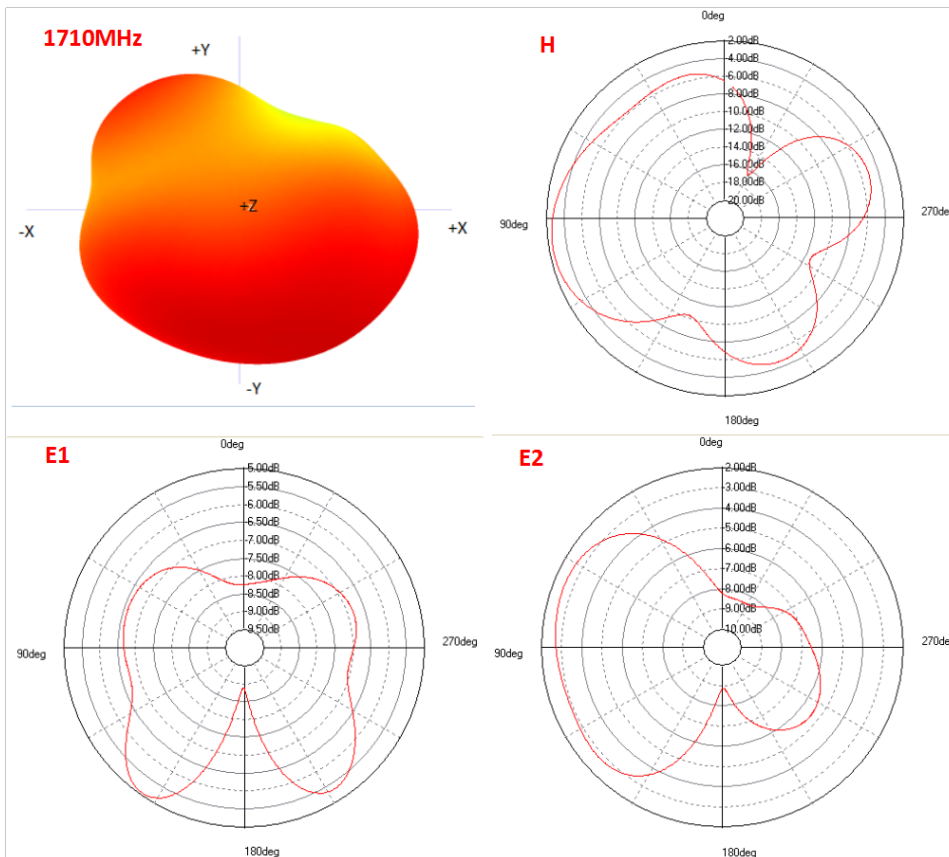 1710MHz
+Y
-X
+Z
+X
-Y
H
0deg
-2.00dB
-4.00dB
-6.00dB
-8.00dB
-10.00dB
-12.00dB
-14.00dB
-16.00dB
-18.00dB
-20.00dB
90deg
270de
180deg
E1
0deg
-5.00dB
-5.50dB
-6.00dB
-6.50dB
-7.00dB
-7.50dB
-8.00dB
-8.50dB
-9.00dB
-9.50dB
90deg
270deg
180deg
E2
0deg
-2.00dB
-3.00dB
-4.00dB
-5.00dB
-6.00dB
-7.00dB
-8.00dB
-9.00dB
-10.00dB
90deg
270de
180deg